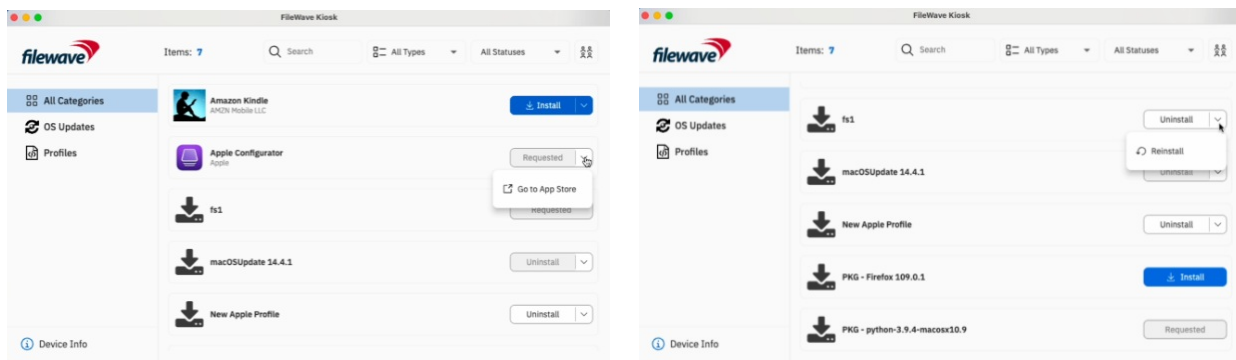 FileWave Kiosk
filewave
Items: 7
Search
All Types
All Statuses
All Categories
OS Updates
Profiles
Amazon Kindle
AMZN Mobile LLC
Install
Apple Configurator
Apple
Requested
Go to App Store
fs1
Requested
macOSUpdate 14.4.1
Uninstall
New Apple Profile
Uninstall
Device Info
FileWave Kiosk
filewave
Items: 7
Search
All Types
All Statuses
All Categories
OS Updates
Profiles
fs1
Uninstall
Reinstall
macOSUpdate 14.4.1
Uninstall
New Apple Profile
Uninstall
PKG - Firefox 109.0.1
Install
PKG - python-3.9.4-macosx10.9
Requested
Device Info